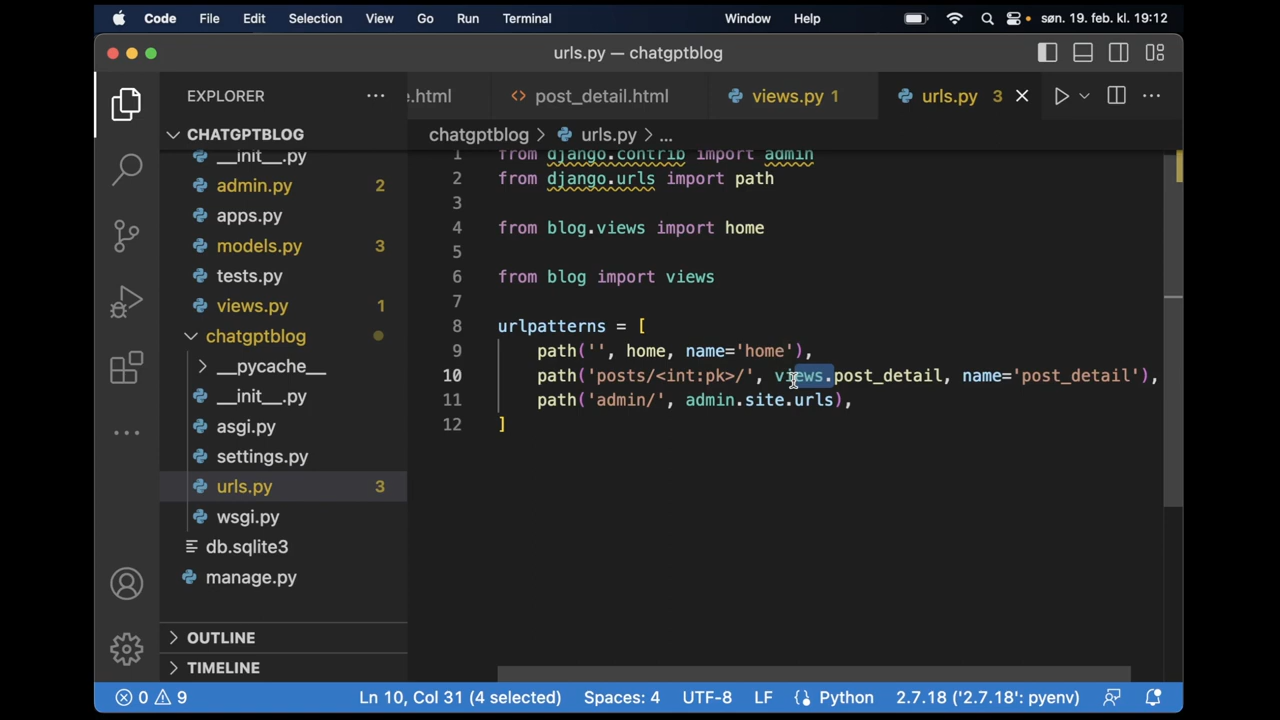 Code File Edit Selection View Go Run Terminal Window Help søn. 19. feb. kl. 19:12
urls.py — chatgptblog
EXPLORER ···
e.html <> post_detail.html views.py 1 urls.py 3
CHATGPTBLOG
chatgptblog > urls.py > ...
__init__.py
admin.py 2
apps.py
models.py 3
tests.py
views.py 1
chatgptblog
__pycache__
__init__.py
asgi.py
settings.py
urls.py 3
wsgi.py
db.sqlite3
manage.py
OUTLINE
TIMELINE
1 from django.contrib import admin
2 from django.urls import path
3
4 from blog.views import home
5
6 from blog import views
7
8 urlpatterns = [
9 path('', home, name='home'),
10 path('posts/<int:pk>/', views.post_detail, name='post_detail'),
11 path('admin/', admin.site.urls),
12 ]
0 9 Ln 10, Col 31 (4 selected) Spaces: 4 UTF-8 LF {} Python 2.7.18 ('2.7.18': pyenv)